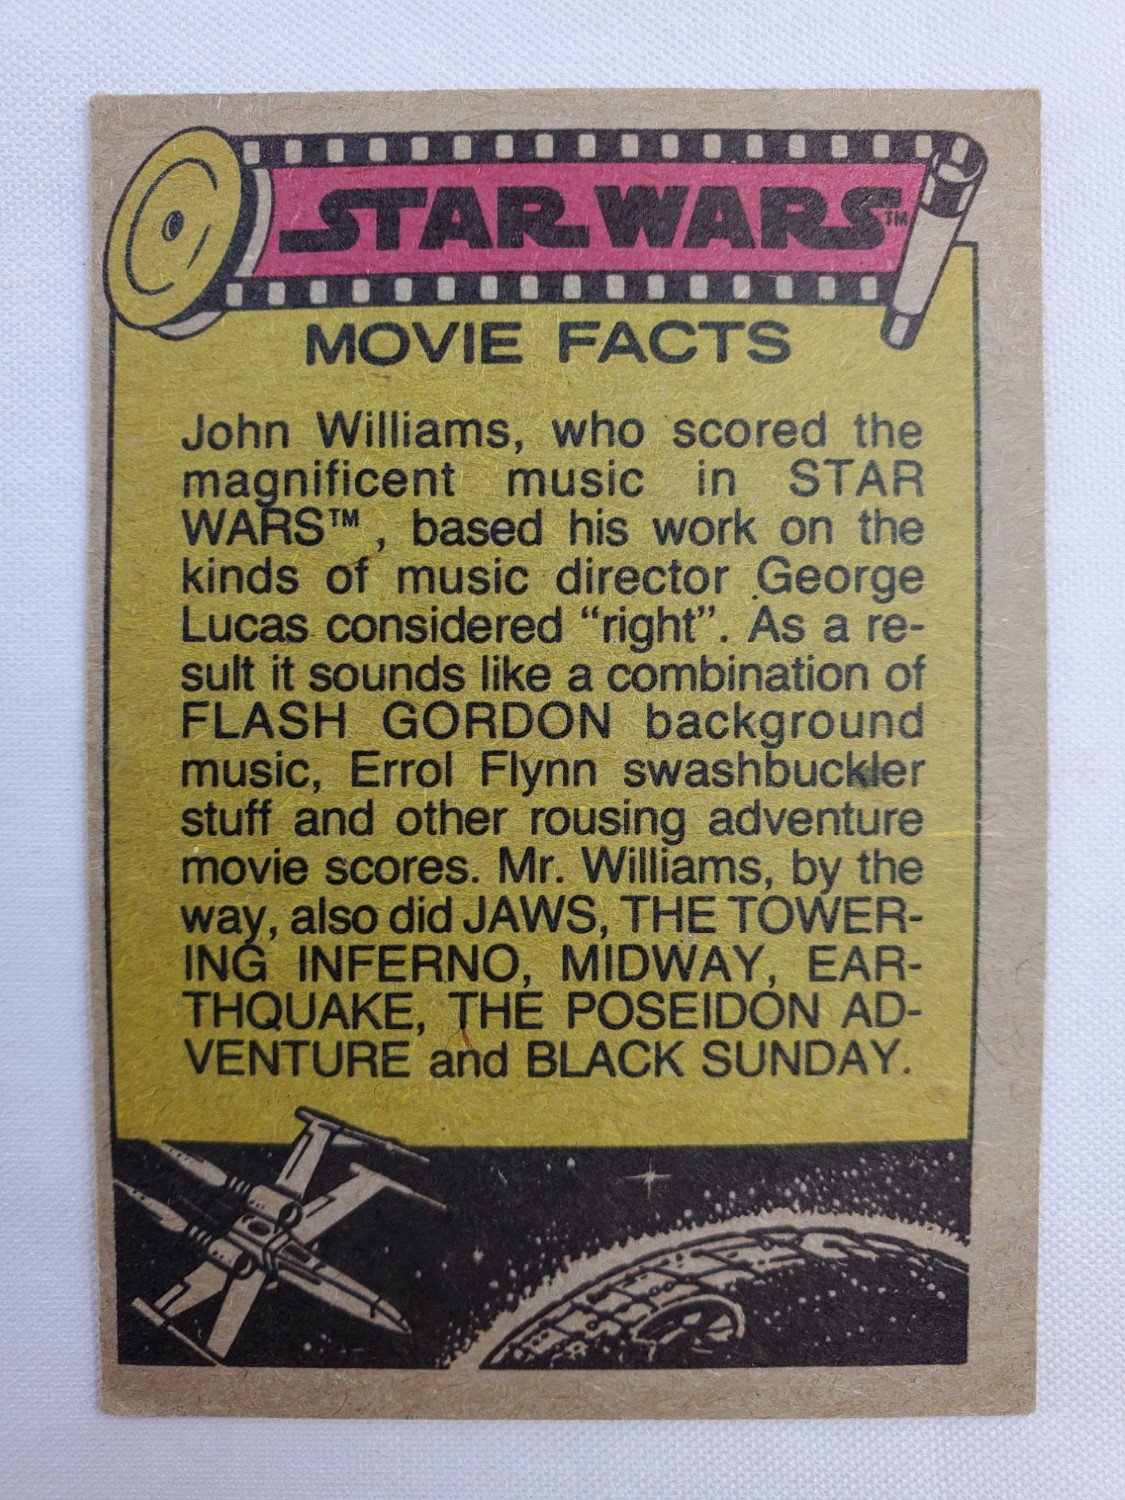 STAR WARS™
MOVIE FACTS
John Williams, who scored the
magnificent music in STAR
WARS™, based his work on the
kinds of music director George
Lucas considered “right”. As a re-
sult it sounds like a combination of
FLASH GORDON background
music, Errol Flynn swashbuckler
stuff and other rousing adventure
movie scores. Mr. Williams, by the
way, also did JAWS, THE TOWER-
ING INFERNO, MIDWAY, EAR-
THQUAKE, THE POSEIDON AD-
VENTURE and BLACK SUNDAY.